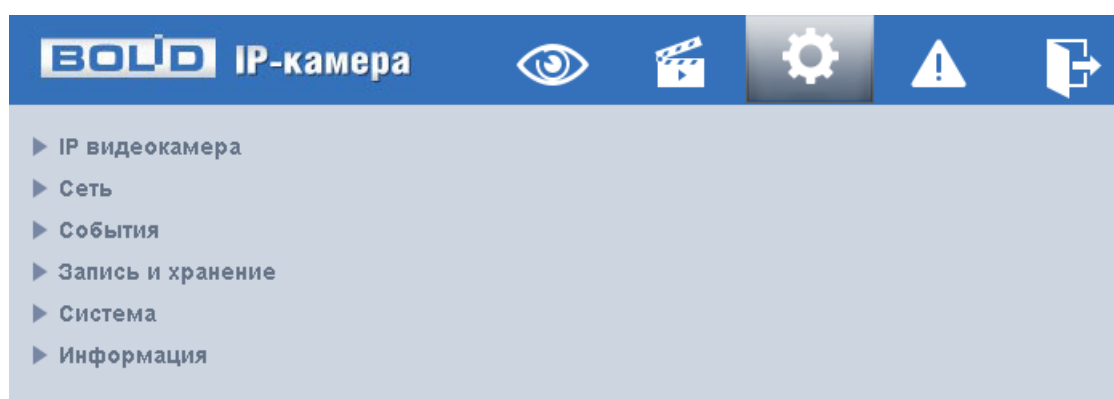 BOLID IP-камера
IP видеокамера
Сеть
События
Запись и хранение
Система
Информация